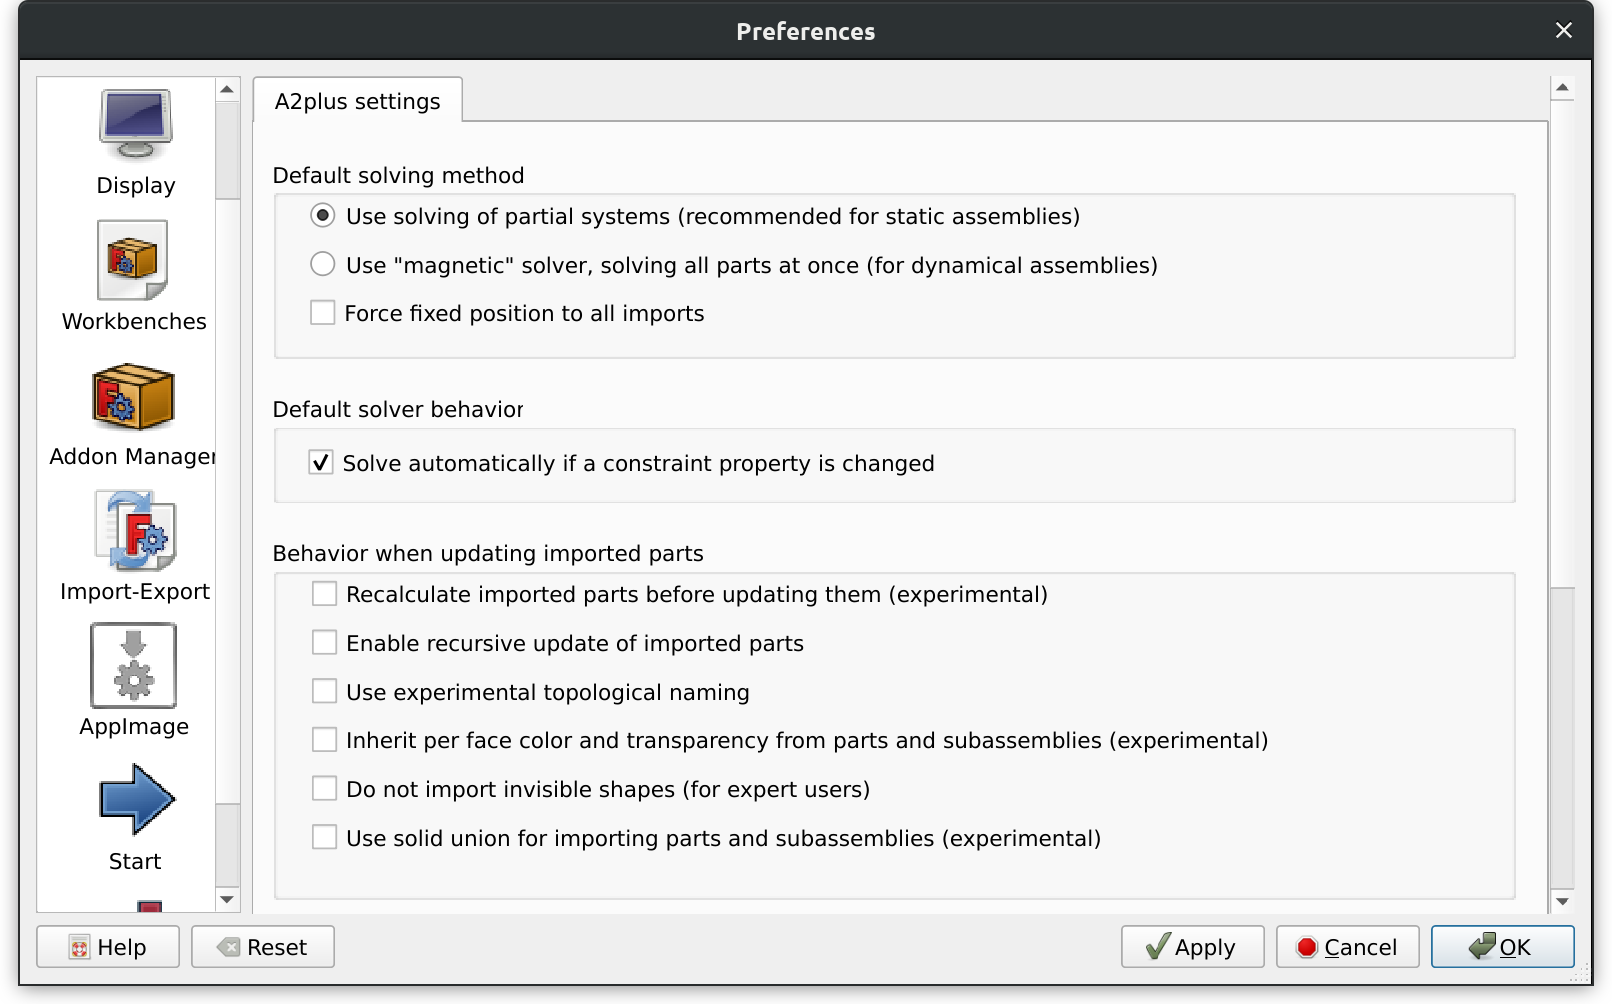 Preferences
Display
Workbenches
Addon Manager
Import-Export
AppImage
Start
A2plus settings
Default solving method
Use solving of partial systems (recommended for static assemblies)
Use "magnetic" solver, solving all parts at once (for dynamical assemblies)
Force fixed position to all imports
Default solver behavior
Solve automatically if a constraint property is changed
Behavior when updating imported parts
Recalculate imported parts before updating them (experimental)
Enable recursive update of imported parts
Use experimental topological naming
Inherit per face color and transparency from parts and subassemblies (experimental)
Do not import invisible shapes (for expert users)
Use solid union for importing parts and subassemblies (experimental)
Help
Reset
Apply
Cancel
OK